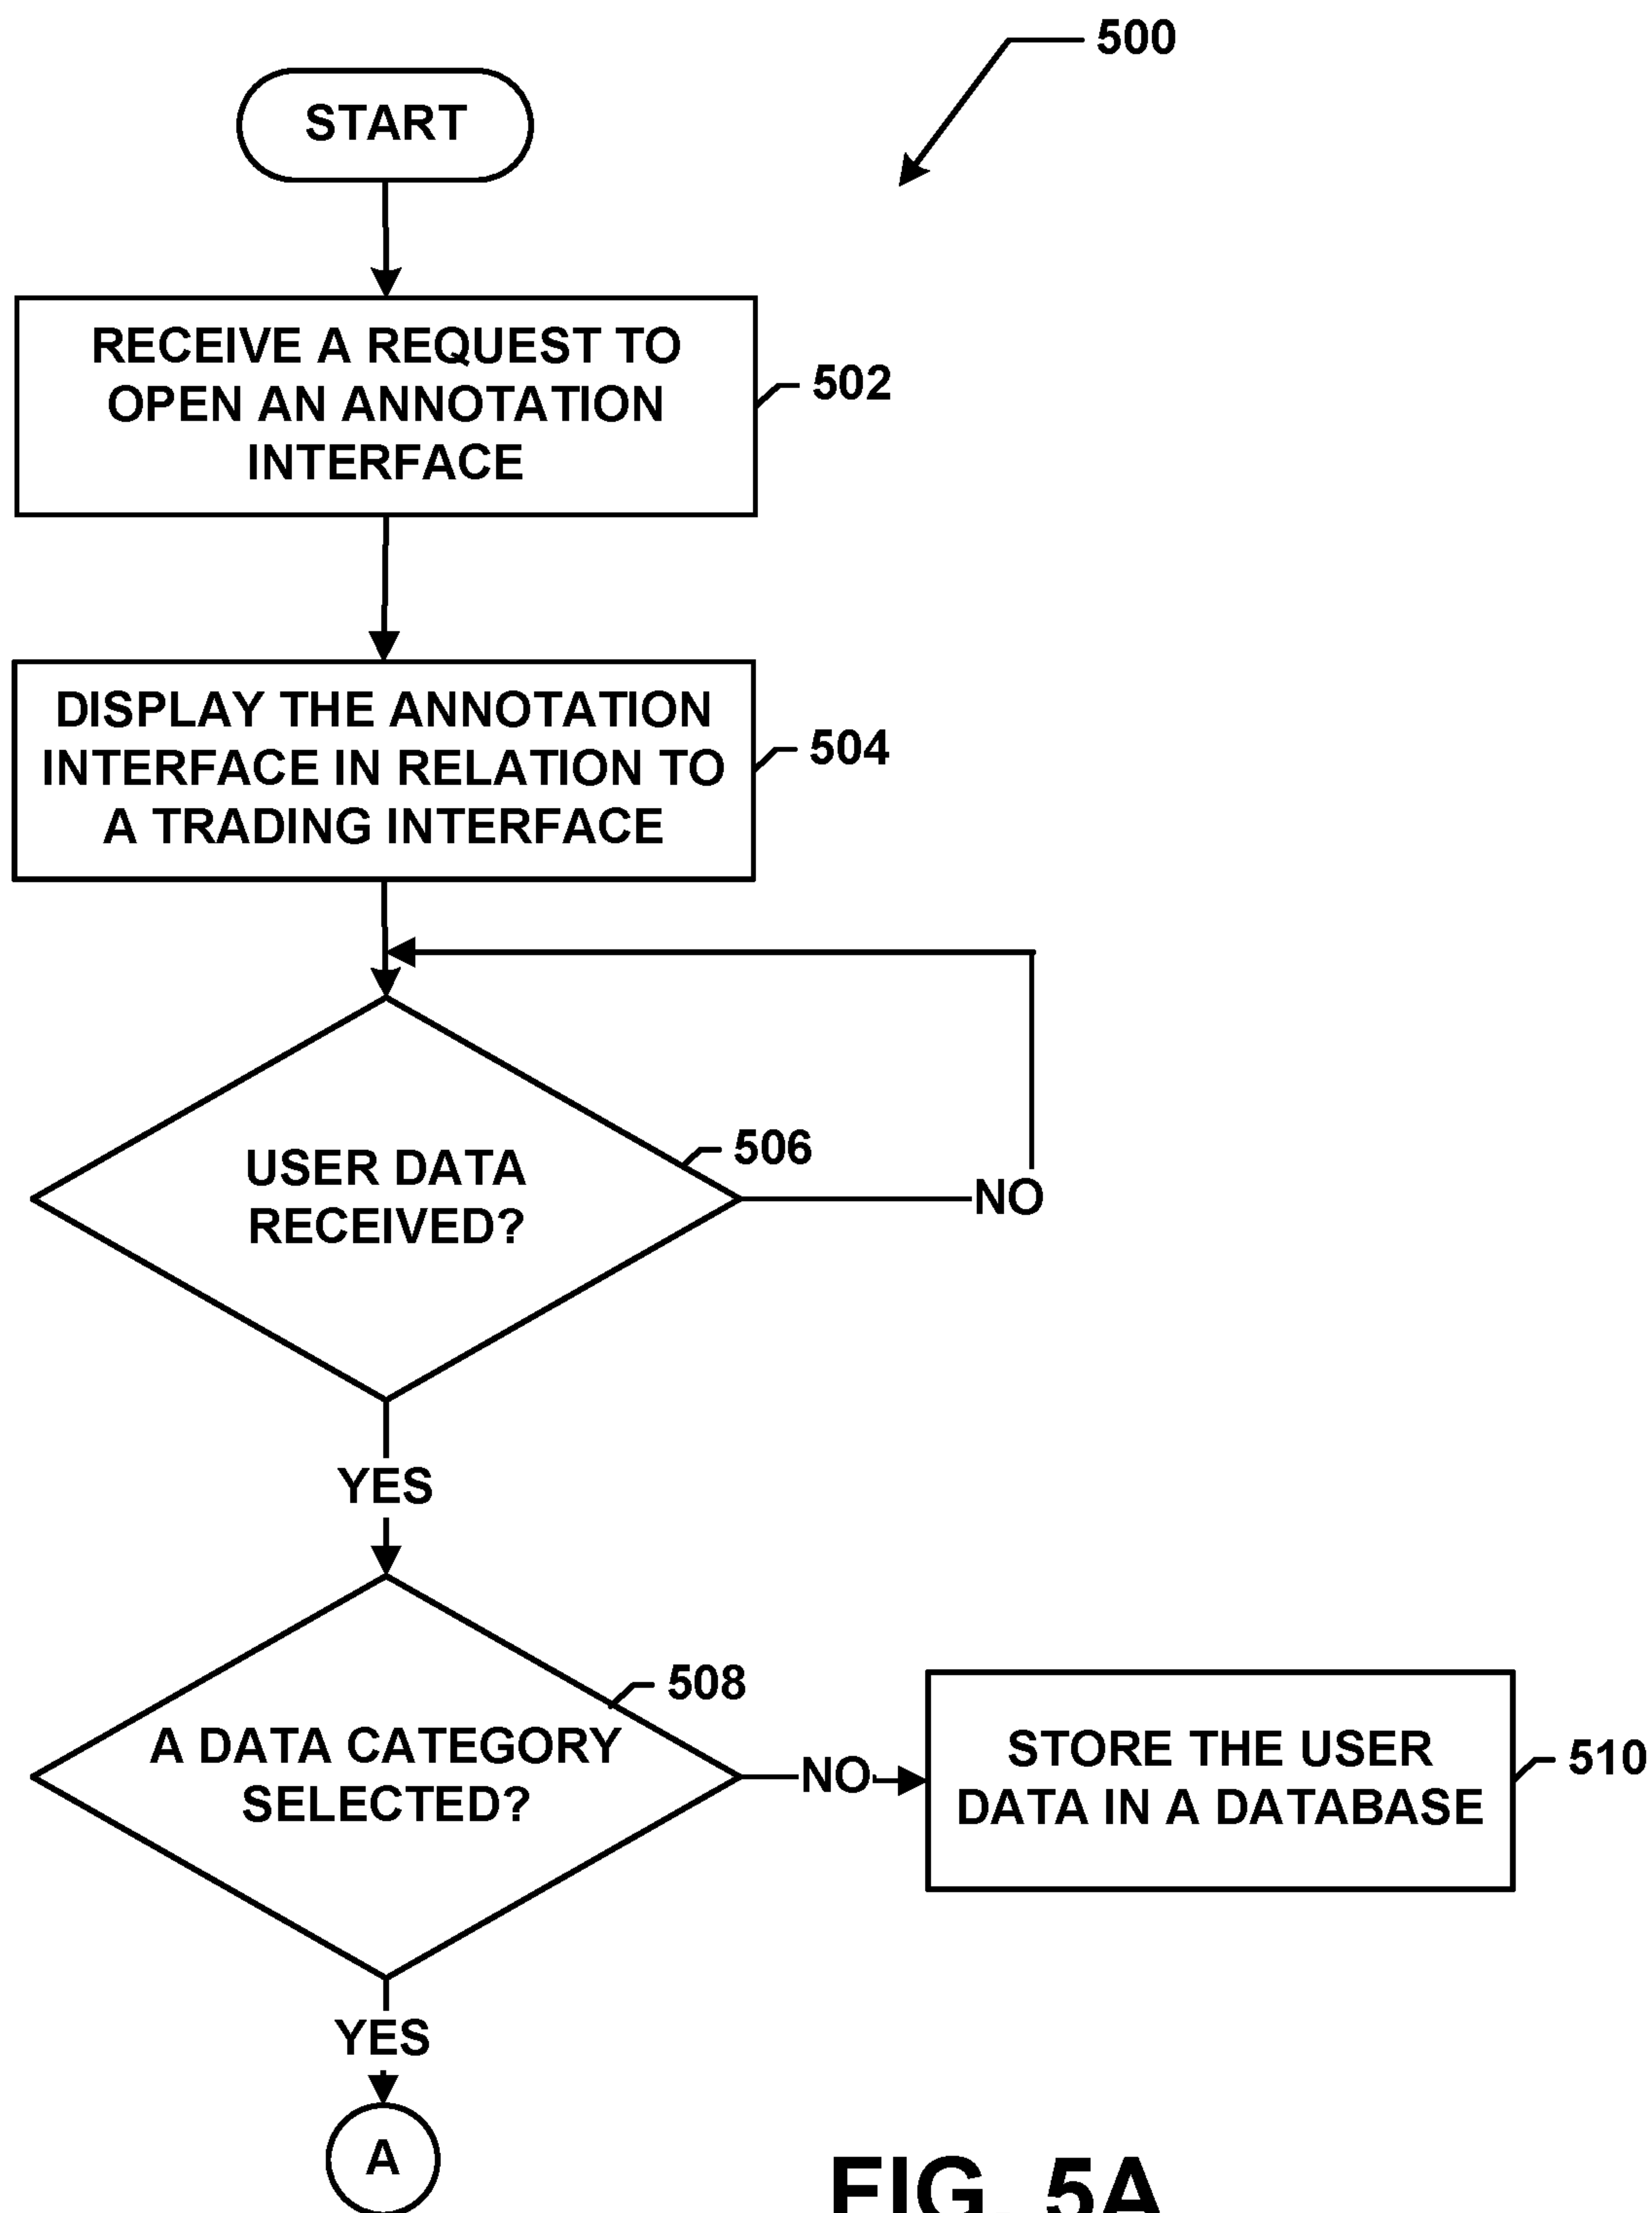 500
START
RECEIVE A REQUEST TO
OPEN AN ANNOTATION
INTERFACE
502
DISPLAY THE ANNOTATION
INTERFACE IN RELATION TO
A TRADING INTERFACE
504
USER DATA
RECEIVED?
506
NO
YES
A DATA CATEGORY
SELECTED?
508
NO
STORE THE USER
DATA IN A DATABASE
510
YES
A
FIG. 5A